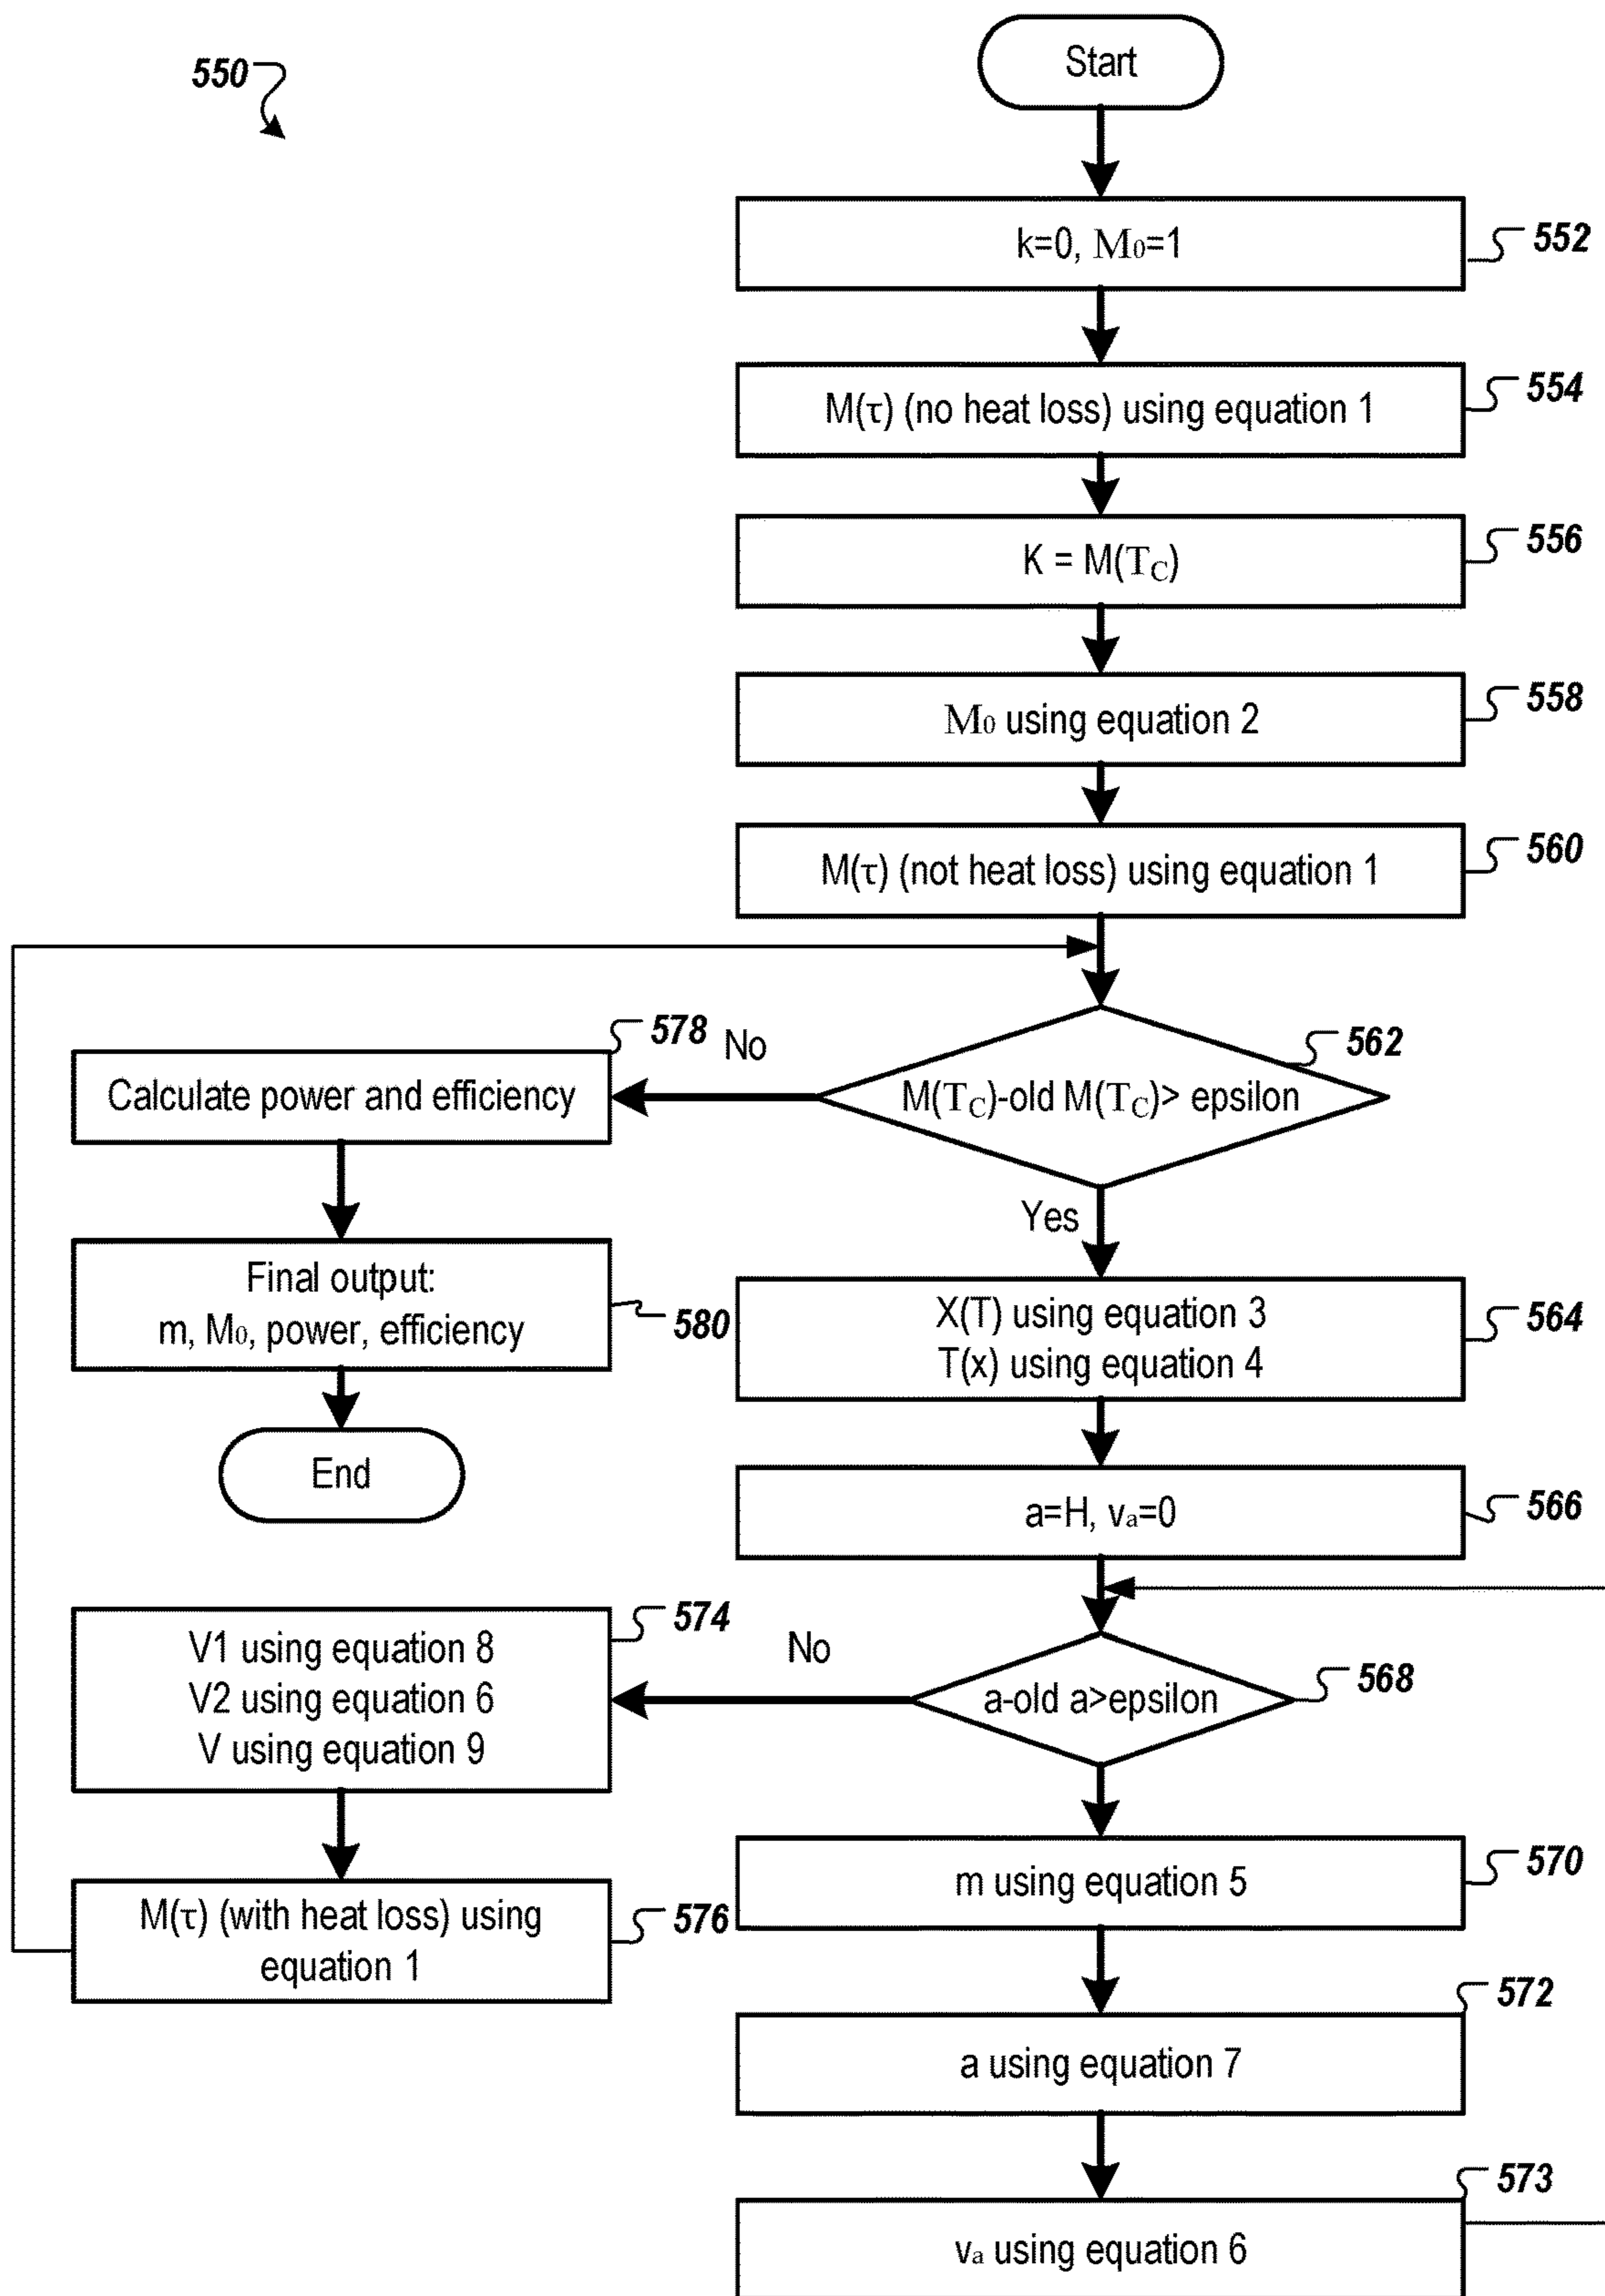 550
Start
k=0, M₀=1
552
M(τ) (no heat loss) using equation 1
554
K = M(T_C)
556
M₀ using equation 2
558
M(τ) (not heat loss) using equation 1
560
M(T_C)-old M(T_C)> epsilon
562
No
Yes
Calculate power and efficiency
578
Final output:
m, M₀, power, efficiency
580
End
X(T) using equation 3
T(x) using equation 4
564
a=H, vₐ=0
566
a-old a>epsilon
568
No
V1 using equation 8
V2 using equation 6
V using equation 9
574
M(τ) (with heat loss) using
equation 1
576
m using equation 5
570
a using equation 7
572
vₐ using equation 6
573